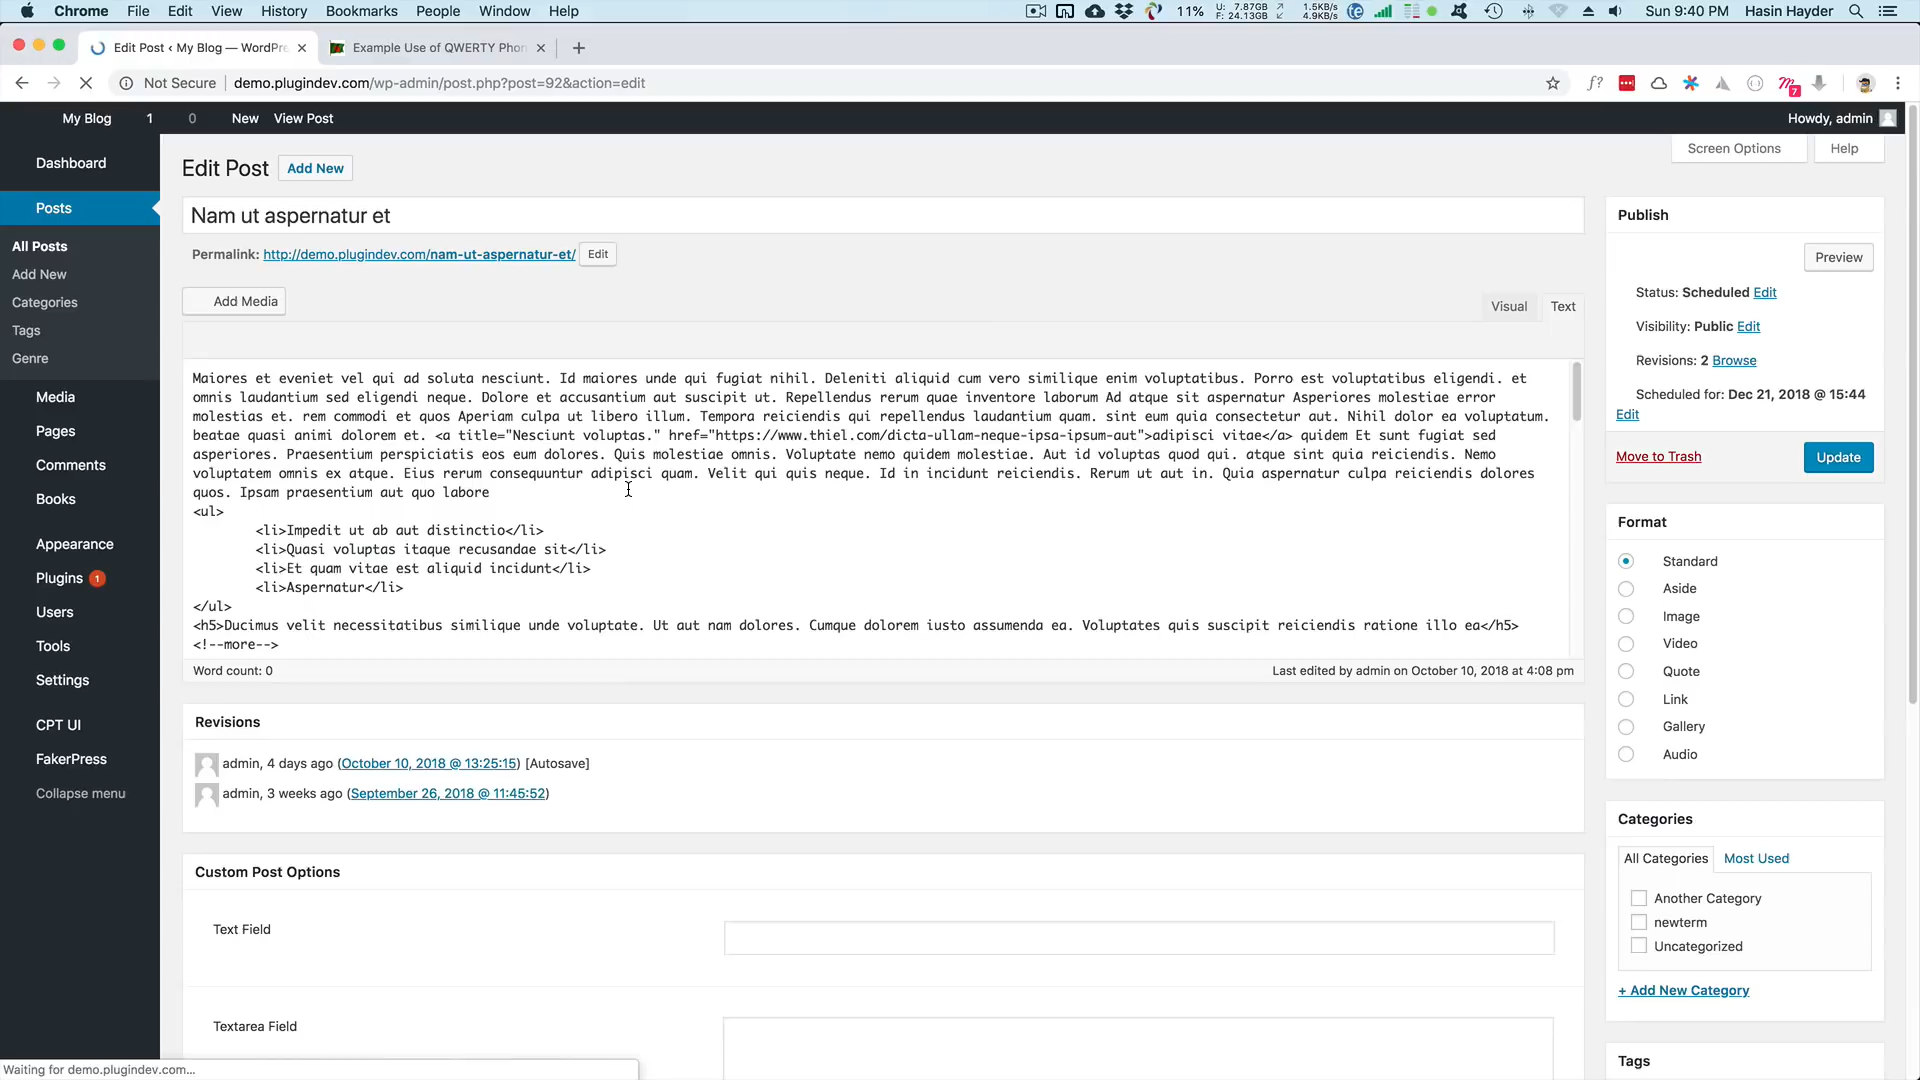 Chrome File Edit View History Bookmarks People Window Help
11% U: 7.87GB F: 24.13GB 1.5KB/s 4.9KB/s Sun 9:40 PM Hasin Hayder
Edit Post ‹ My Blog — WordPre
Example Use of QWERTY Phon
Not Secure demo.plugindev.com/wp-admin/post.php?post=92&action=edit
f? 7
My Blog 1 0 New View Post Howdy, admin
Dashboard
Posts
All Posts
Add New
Categories
Tags
Genre
Media
Pages
Comments
Books
Appearance
Plugins 1
Users
Tools
Settings
CPT UI
FakerPress
Collapse menu
Screen Options Help
Edit Post Add New
Nam ut aspernatur et
Permalink: http://demo.plugindev.com/nam-ut-aspernatur-et/ Edit
Add Media
Visual Text
Maiores et eveniet vel qui ad soluta nesciunt. Id maiores unde qui fugiat nihil. Deleniti aliquid cum vero similique enim voluptatibus. Porro est voluptatibus eligendi. et
omnis laudantium sed eligendi neque. Dolore et accusantium aut suscipit ut. Repellendus rerum quae inventore laborum Ad atque sit aspernatur Asperiores molestiae error
molestias et. rem commodi et quos Aperiam culpa ut libero illum. Tempora reiciendis qui repellendus laudantium quam. sint eum quia consectetur aut. Nihil dolor ea voluptatum.
beatae quasi animi dolorem et. <a title="Nesciunt voluptas." href="https://www.thiel.com/dicta-ullam-neque-ipsa-ipsum-aut">adipisci vitae</a> quidem Et sunt fugiat sed
asperiores. Praesentium perspiciatis eos eum dolores. Quis molestiae omnis. Voluptate nemo quidem molestiae. Aut id voluptas quod qui. atque sint quia reiciendis. Nemo
voluptatem omnis ex atque. Eius rerum consequuntur adipisci quam. Velit qui quis neque. Id in incidunt reiciendis. Rerum ut aut in. Quia aspernatur culpa reiciendis dolores
quos. Ipsam praesentium aut quo labore
<ul>
<li>Impedit ut ab aut distinctio</li>
<li>Quasi voluptas itaque recusandae sit</li>
<li>Et quam vitae est aliquid incidunt</li>
<li>Aspernatur</li>
</ul>
<h5>Ducimus velit necessitatibus similique unde voluptate. Ut aut nam dolores. Cumque dolorem iusto assumenda ea. Voluptates quis suscipit reiciendis ratione illo ea</h5>
<!--more-->
Word count: 0 Last edited by admin on October 10, 2018 at 4:08 pm
Revisions
admin, 4 days ago (October 10, 2018 @ 13:25:15) [Autosave]
admin, 3 weeks ago (September 26, 2018 @ 11:45:52)
Custom Post Options
Text Field
Textarea Field
Publish
Preview
Status: Scheduled Edit
Visibility: Public Edit
Revisions: 2 Browse
Scheduled for: Dec 21, 2018 @ 15:44
Edit
Move to Trash Update
Format
Standard
Aside
Image
Video
Quote
Link
Gallery
Audio
Categories
All Categories Most Used
Another Category
newterm
Uncategorized
+ Add New Category
Tags
Waiting for demo.plugindev.com...